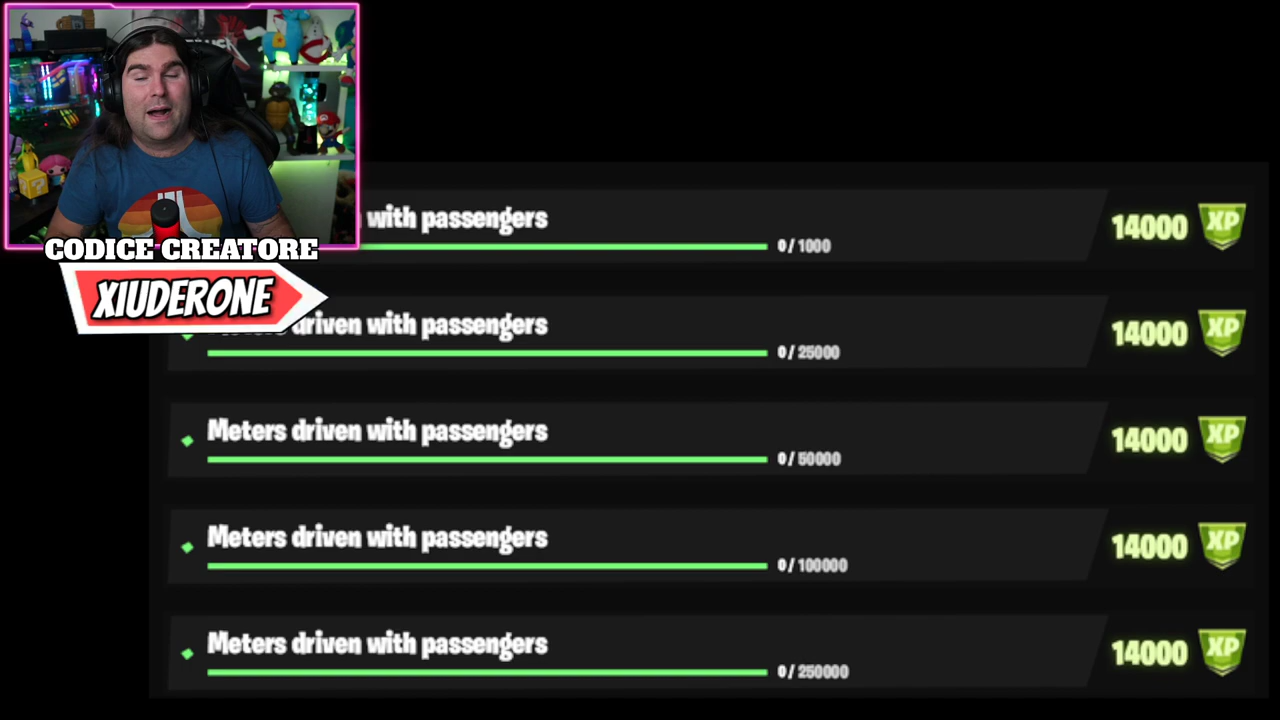 with passengers
0 / 1000
14000 XP
CODICE CREATORE
XIUDERONE
driven with passengers
0 / 25000
14000 XP
Meters driven with passengers
0 / 50000
14000 XP
Meters driven with passengers
0 / 100000
14000 XP
Meters driven with passengers
0 / 250000
14000 XP